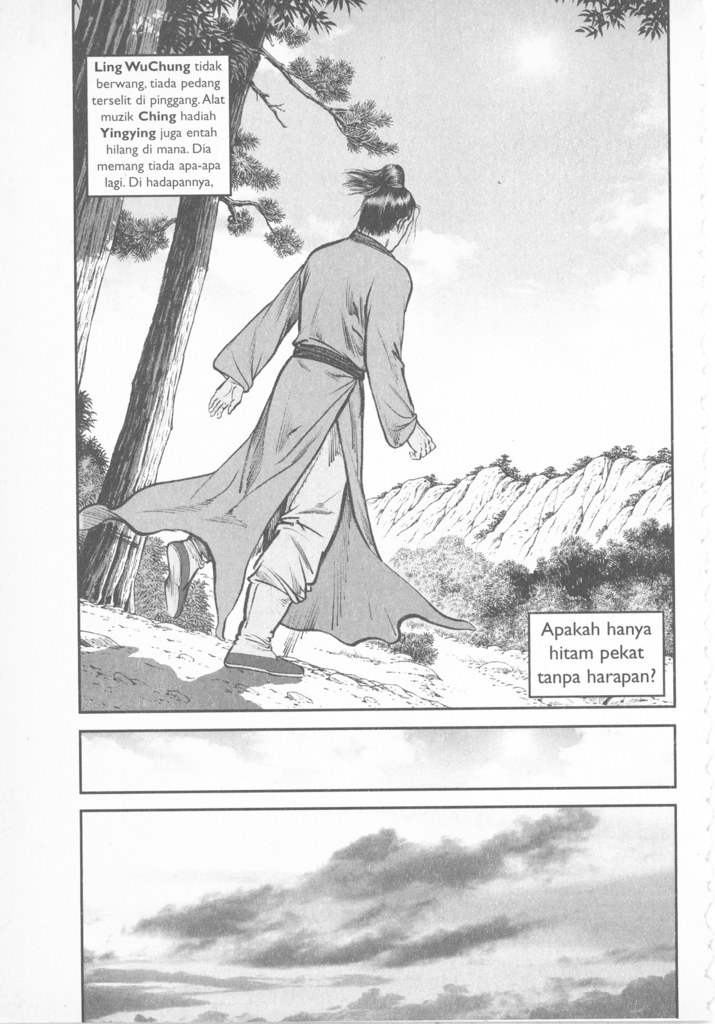 Ling WuChung tidak
berwang, tiada pedang
terselit di pinggang. Alat
muzik Ching hadiah
Yingying juga entah
hilang di mana. Dia
memang tiada apa-apa
lagi. Di hadapannya,
Apakah hanya
hitam pekat
tanpa harapan?